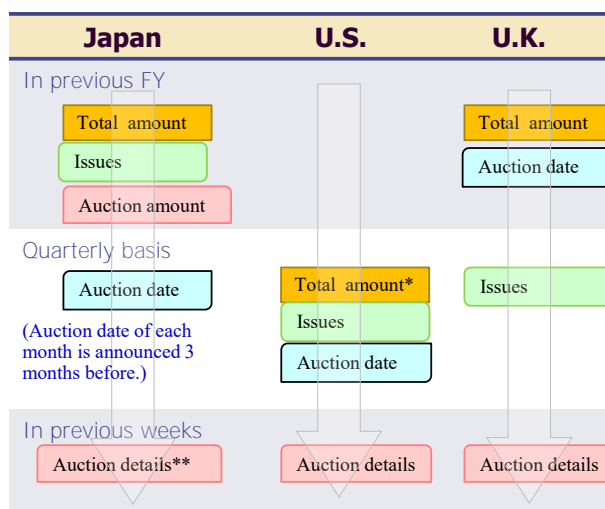 Japan U.S. U.K.
In previous FY
Total amount Total amount
Issues Auction date
Auction amount
Quarterly basis
Auction date Total amount* Issues
(Auction date of each Issues
month is announced 3 Auction date
months before.)
In previous weeks
Auction details** Auction details Auction details